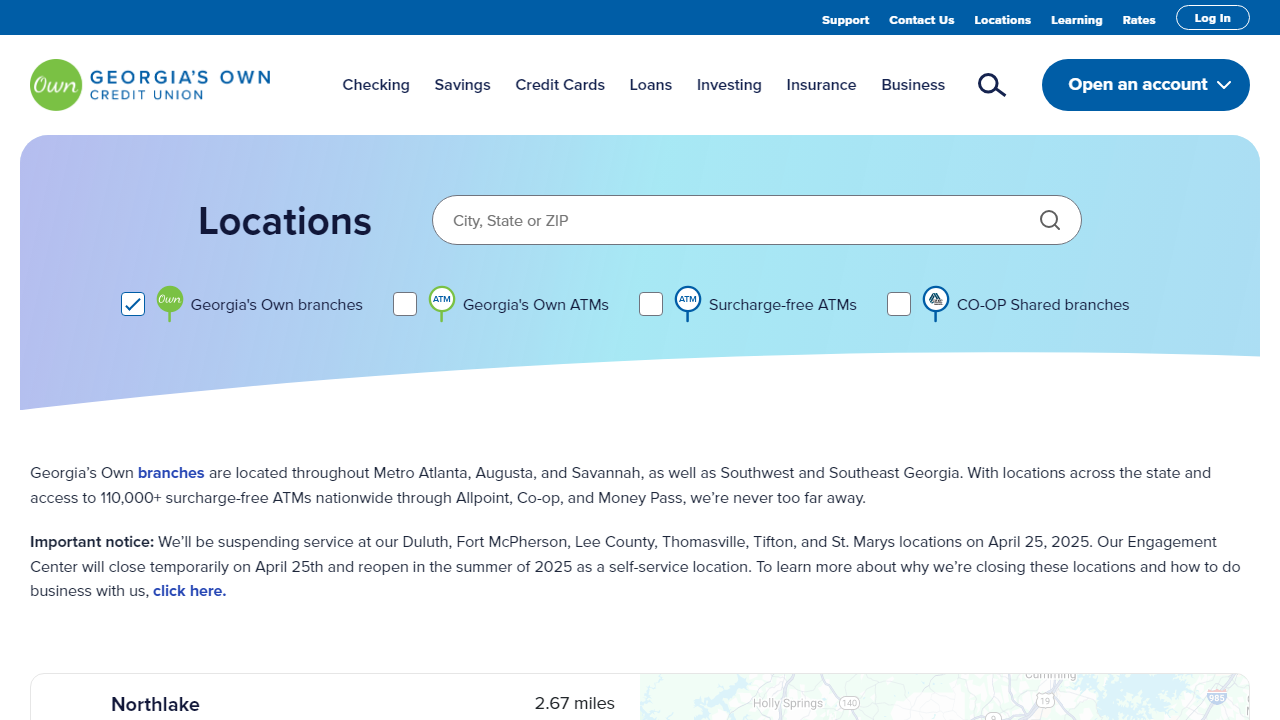 Support Contact Us Locations Learning Rates Log In
Own GEORGIA'S OWN
CREDIT UNION
Checking Savings Credit Cards Loans Investing Insurance Business
Open an account
Locations
City, State or ZIP
Own Georgia's Own branches
ATM Georgia's Own ATMs
ATM Surcharge-free ATMs
CO-OP Shared branches
Georgia’s Own branches are located throughout Metro Atlanta, Augusta, and Savannah, as well as Southwest and Southeast Georgia. With locations across the state and
access to 110,000+ surcharge-free ATMs nationwide through Allpoint, Co-op, and Money Pass, we’re never too far away.
Important notice: We’ll be suspending service at our Duluth, Fort McPherson, Lee County, Thomasville, Tifton, and St. Marys locations on April 25, 2025. Our Engagement
Center will close temporarily on April 25th and reopen in the summer of 2025 as a self-service location. To learn more about why we’re closing these locations and how to do
business with us, click here.
Northlake
2.67 miles
Cumming
Holly Springs
140
19
985
9